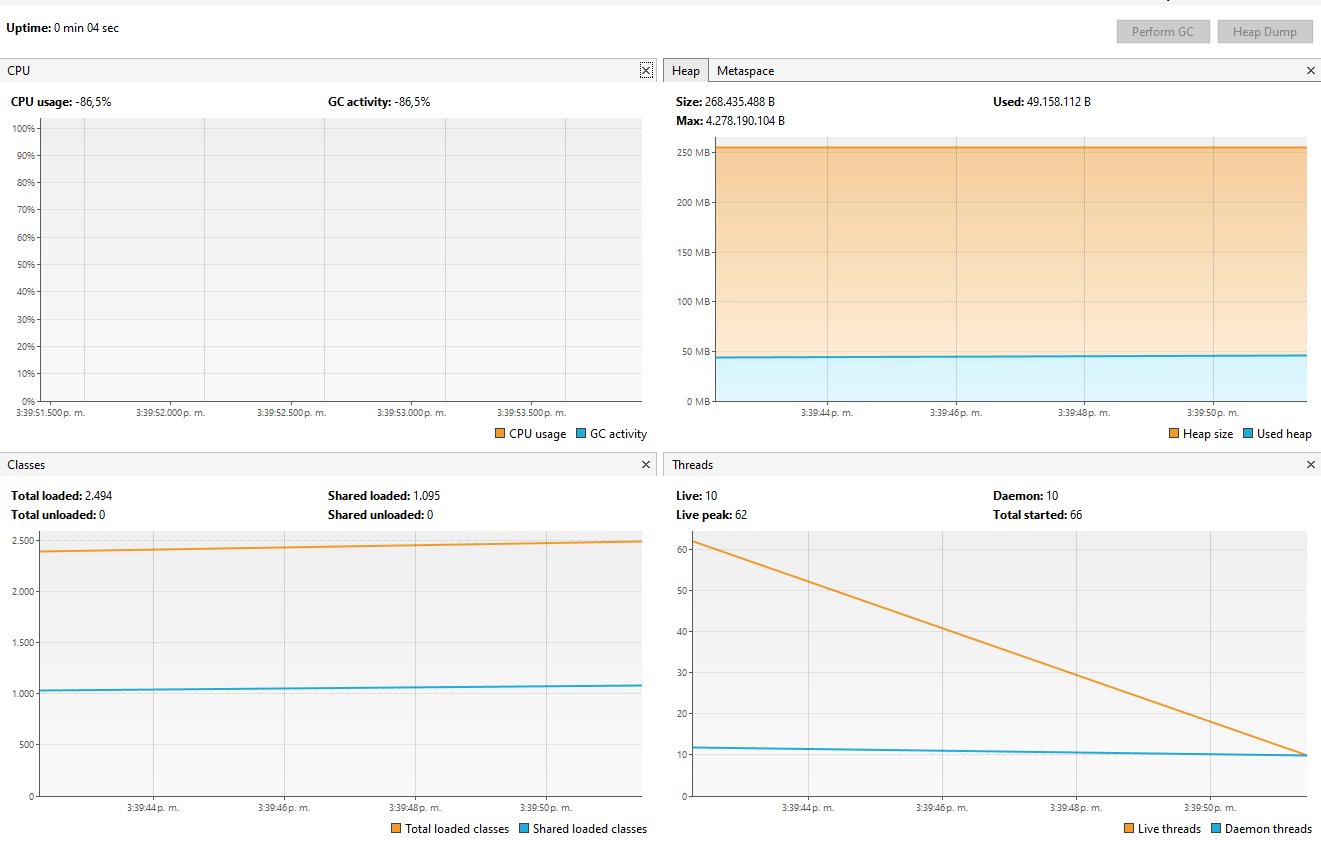 Uptime: 0 min 04 sec
Perform GC
Heap Dump
CPU
CPU usage: -86,5%
GC activity: -86,5%
100%
90%
80%
70%
60%
50%
40%
30%
20%
10%
0%
3:39:51.500 p. m.
3:39:52.000 p. m.
3:39:52.500 p. m.
3:39:53.000 p. m.
3:39:53.500 p. m.
CPU usage
GC activity
Heap
Metaspace
Size: 268.435.488 B
Used: 49.158.112 B
Max: 4.278.190.104 B
250 MB
200 MB
150 MB
100 MB
50 MB
0 MB
3:39:44 p. m.
3:39:46 p. m.
3:39:48 p. m.
3:39:50 p. m.
Heap size
Used heap
Classes
Total loaded: 2.494
Shared loaded: 1.095
Total unloaded: 0
Shared unloaded: 0
2.500
2.000
1.500
1.000
500
0
3:39:44 p. m.
3:39:46 p. m.
3:39:48 p. m.
3:39:50 p. m.
Total loaded classes
Shared loaded classes
Threads
Live: 10
Daemon: 10
Live peak: 62
Total started: 66
60
50
40
30
20
10
0
3:39:44 p. m.
3:39:46 p. m.
3:39:48 p. m.
3:39:50 p. m.
Live threads
Daemon threads